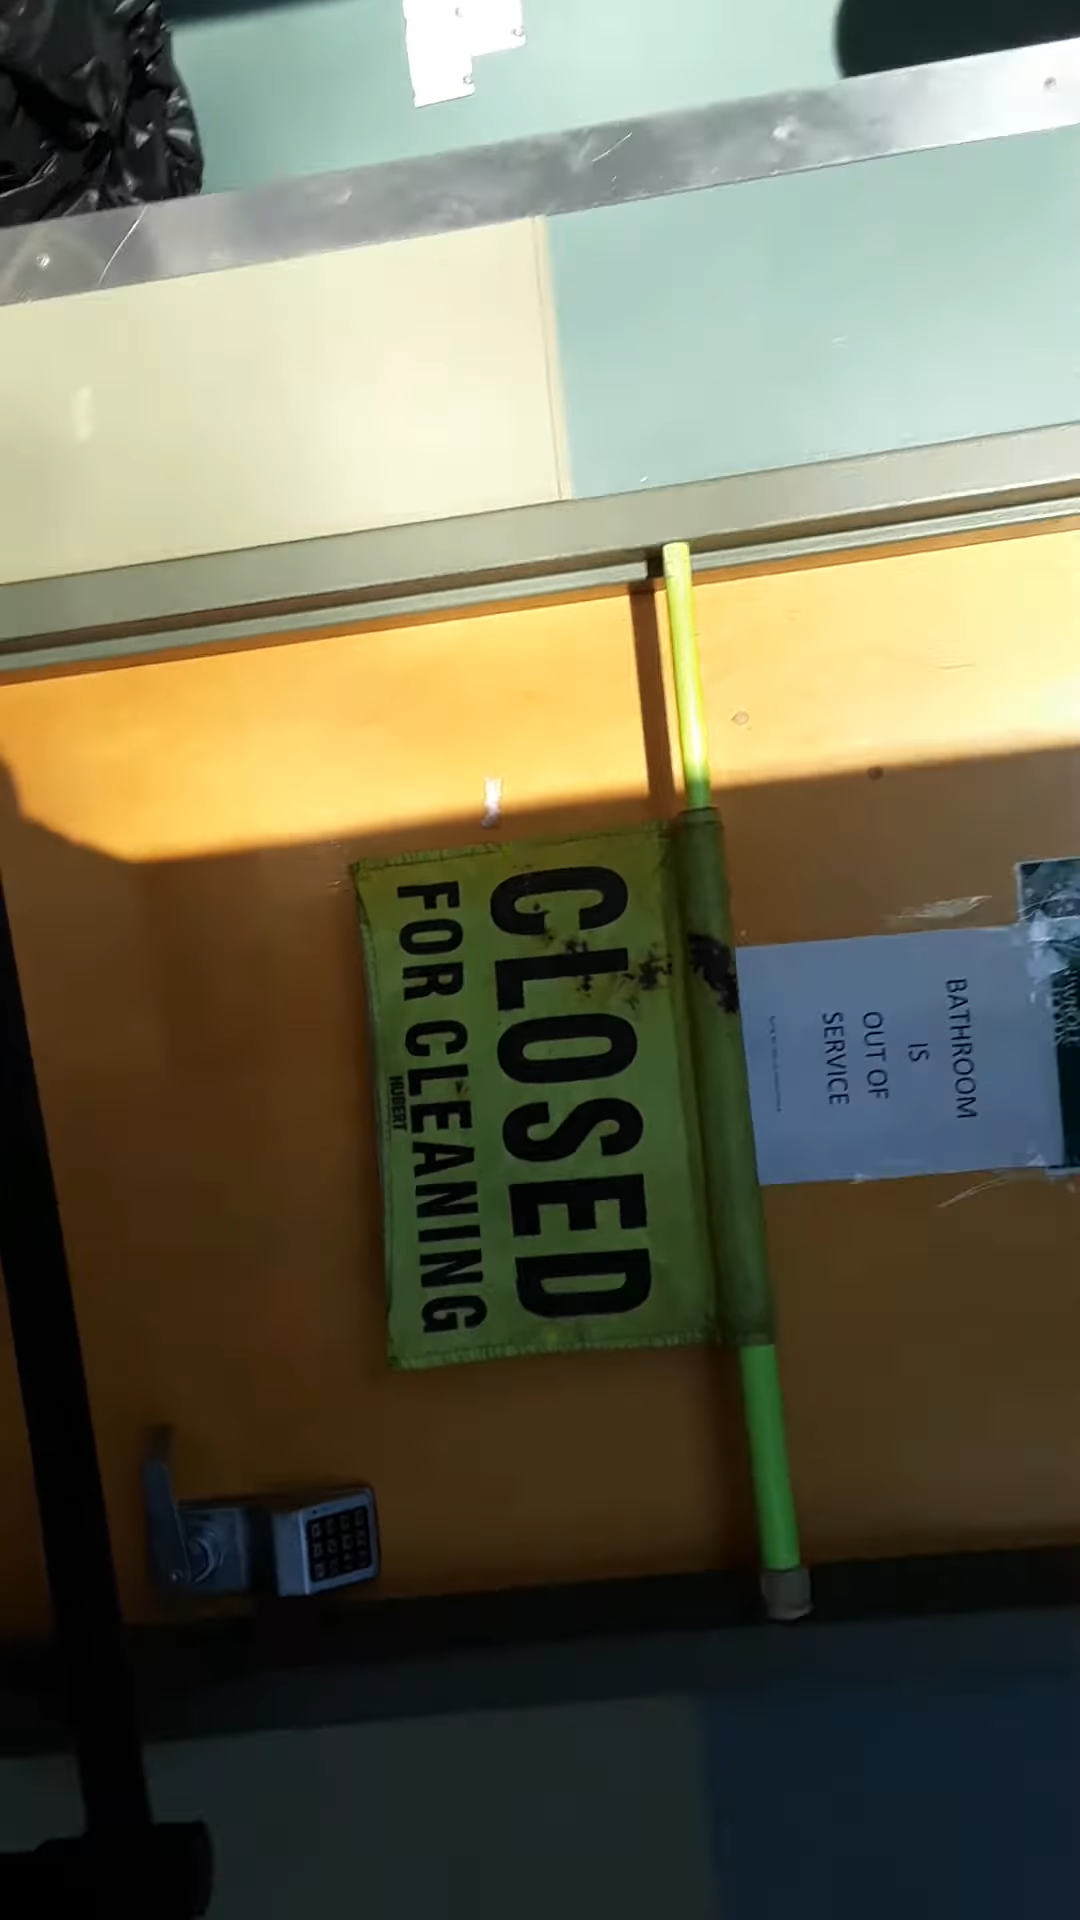 BATHROOM
IS
OUT OF
SERVICE
CLOSED
FOR CLEANING
HUBERT